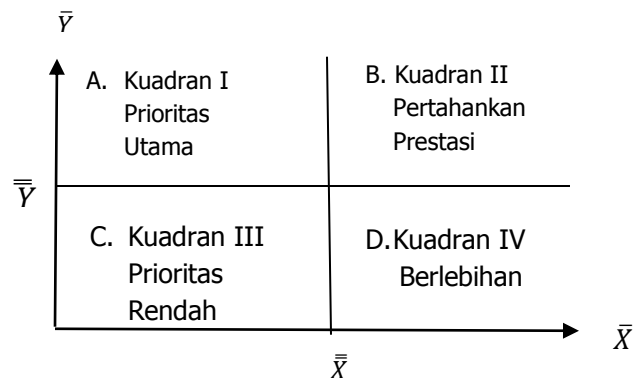 Ȳ
A. Kuadran I
Prioritas
Utama
B. Kuadran II
Pertahankan
Prestasi
Y̿
C. Kuadran III
Prioritas
Rendah
D.Kuadran IV
Berlebihan
X̄
X̿